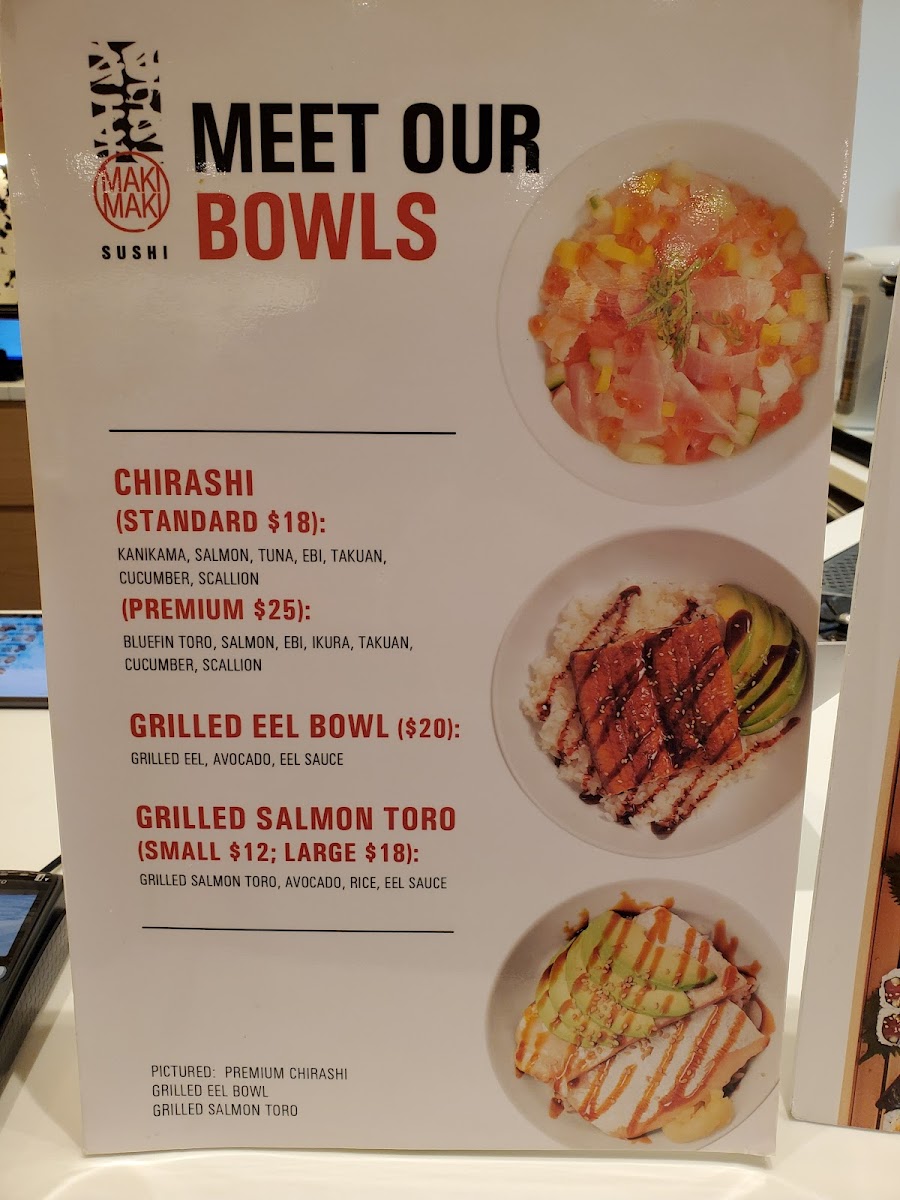 MAKI
MAKI
SUSHI
MEET OUR
BOWLS
CHIRASHI
(STANDARD $18):
KANIKAMA, SALMON, TUNA, EBI, TAKUAN,
CUCUMBER, SCALLION
(PREMIUM $25):
BLUEFIN TORO, SALMON, EBI, IKURA, TAKUAN,
CUCUMBER, SCALLION
GRILLED EEL BOWL ($20):
GRILLED EEL, AVOCADO, EEL SAUCE
GRILLED SALMON TORO
(SMALL $12; LARGE $18):
GRILLED SALMON TORO, AVOCADO, RICE, EEL SAUCE
PICTURED: PREMIUM CHIRASHI
GRILLED EEL BOWL
GRILLED SALMON TORO